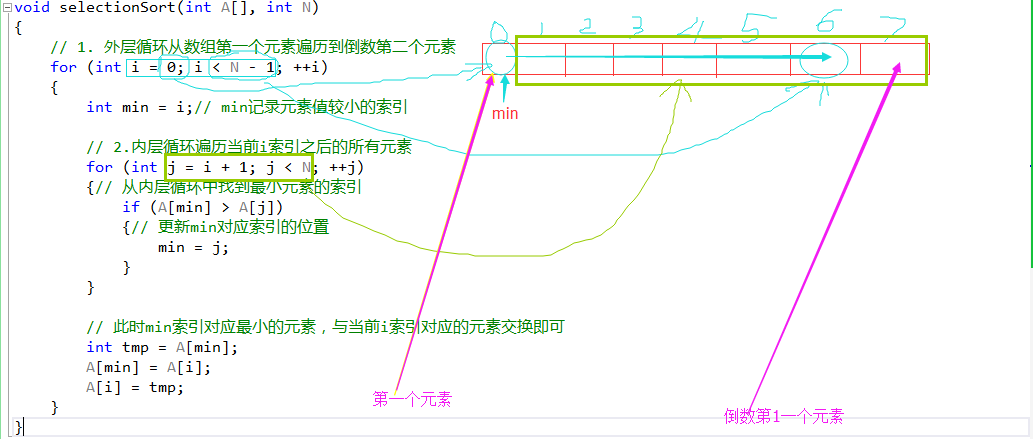 void selectionSort(int A[], int N)
{
// 1. 外层循环从数组第一个元素遍历到倒数第二个元素
for (int i = 0; i < N - 1; ++i)
{
int min = i;// min记录元素值较小的索引
// 2.内层循环遍历当前i索引之后的所有元素
for (int j = i + 1; j < N; ++j)
{// 从内层循环中找到最小元素的索引
if (A[min] > A[j])
{// 更新min对应索引的位置
min = j;
}
}
// 此时min索引对应最小的元素，与当前i索引对应的元素交换即可
int tmp = A[min];
A[min] = A[i];
A[i] = tmp;
}
}
0 1 2 3 4 5 6 7
min
第一个元素
倒数第1一个元素